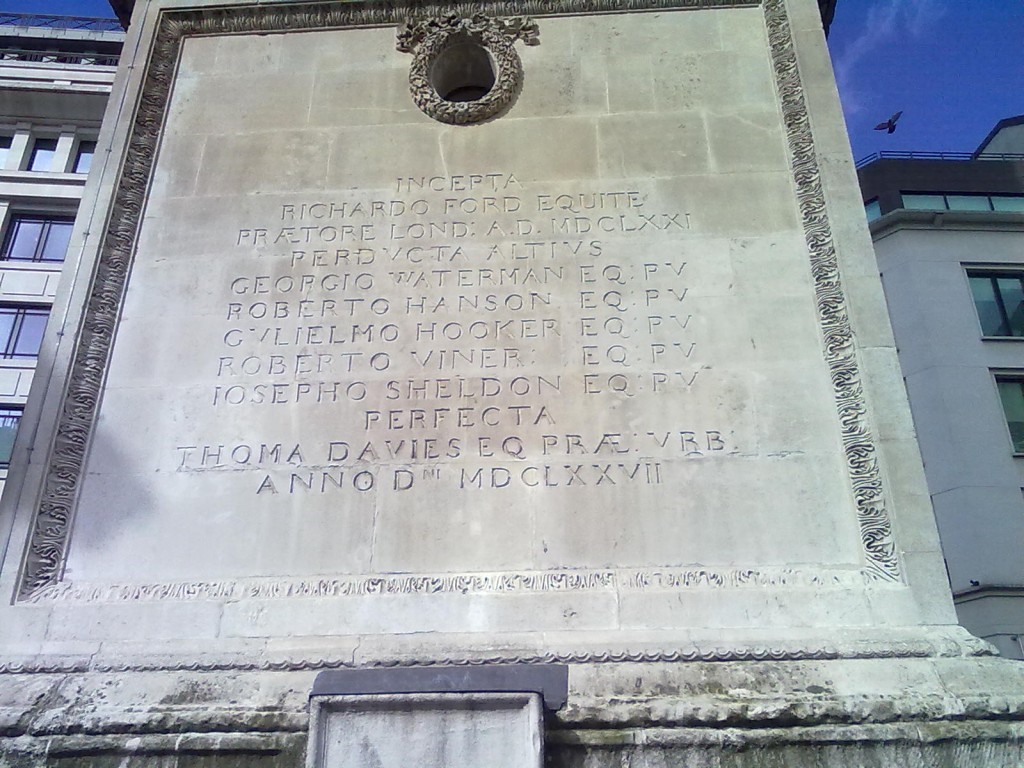 INCEPTA
RICHARDO FORD EQUITE
PRÆTORE LOND: A.D. MDCLXXI
PERDVCTA ALTIVS
GEORGIO WATERMAN EQ: PV
ROBERTO HANSON EQ: PV
GVLIELMO HOOKER EQ: PV
ROBERTO VINER: EQ: PV
IOSEPHO SHELDON EQ: PV
PERFECTA
THOMA DAVIES EQ PRÆ: VRB:
ANNO DNI MDCLXXVII